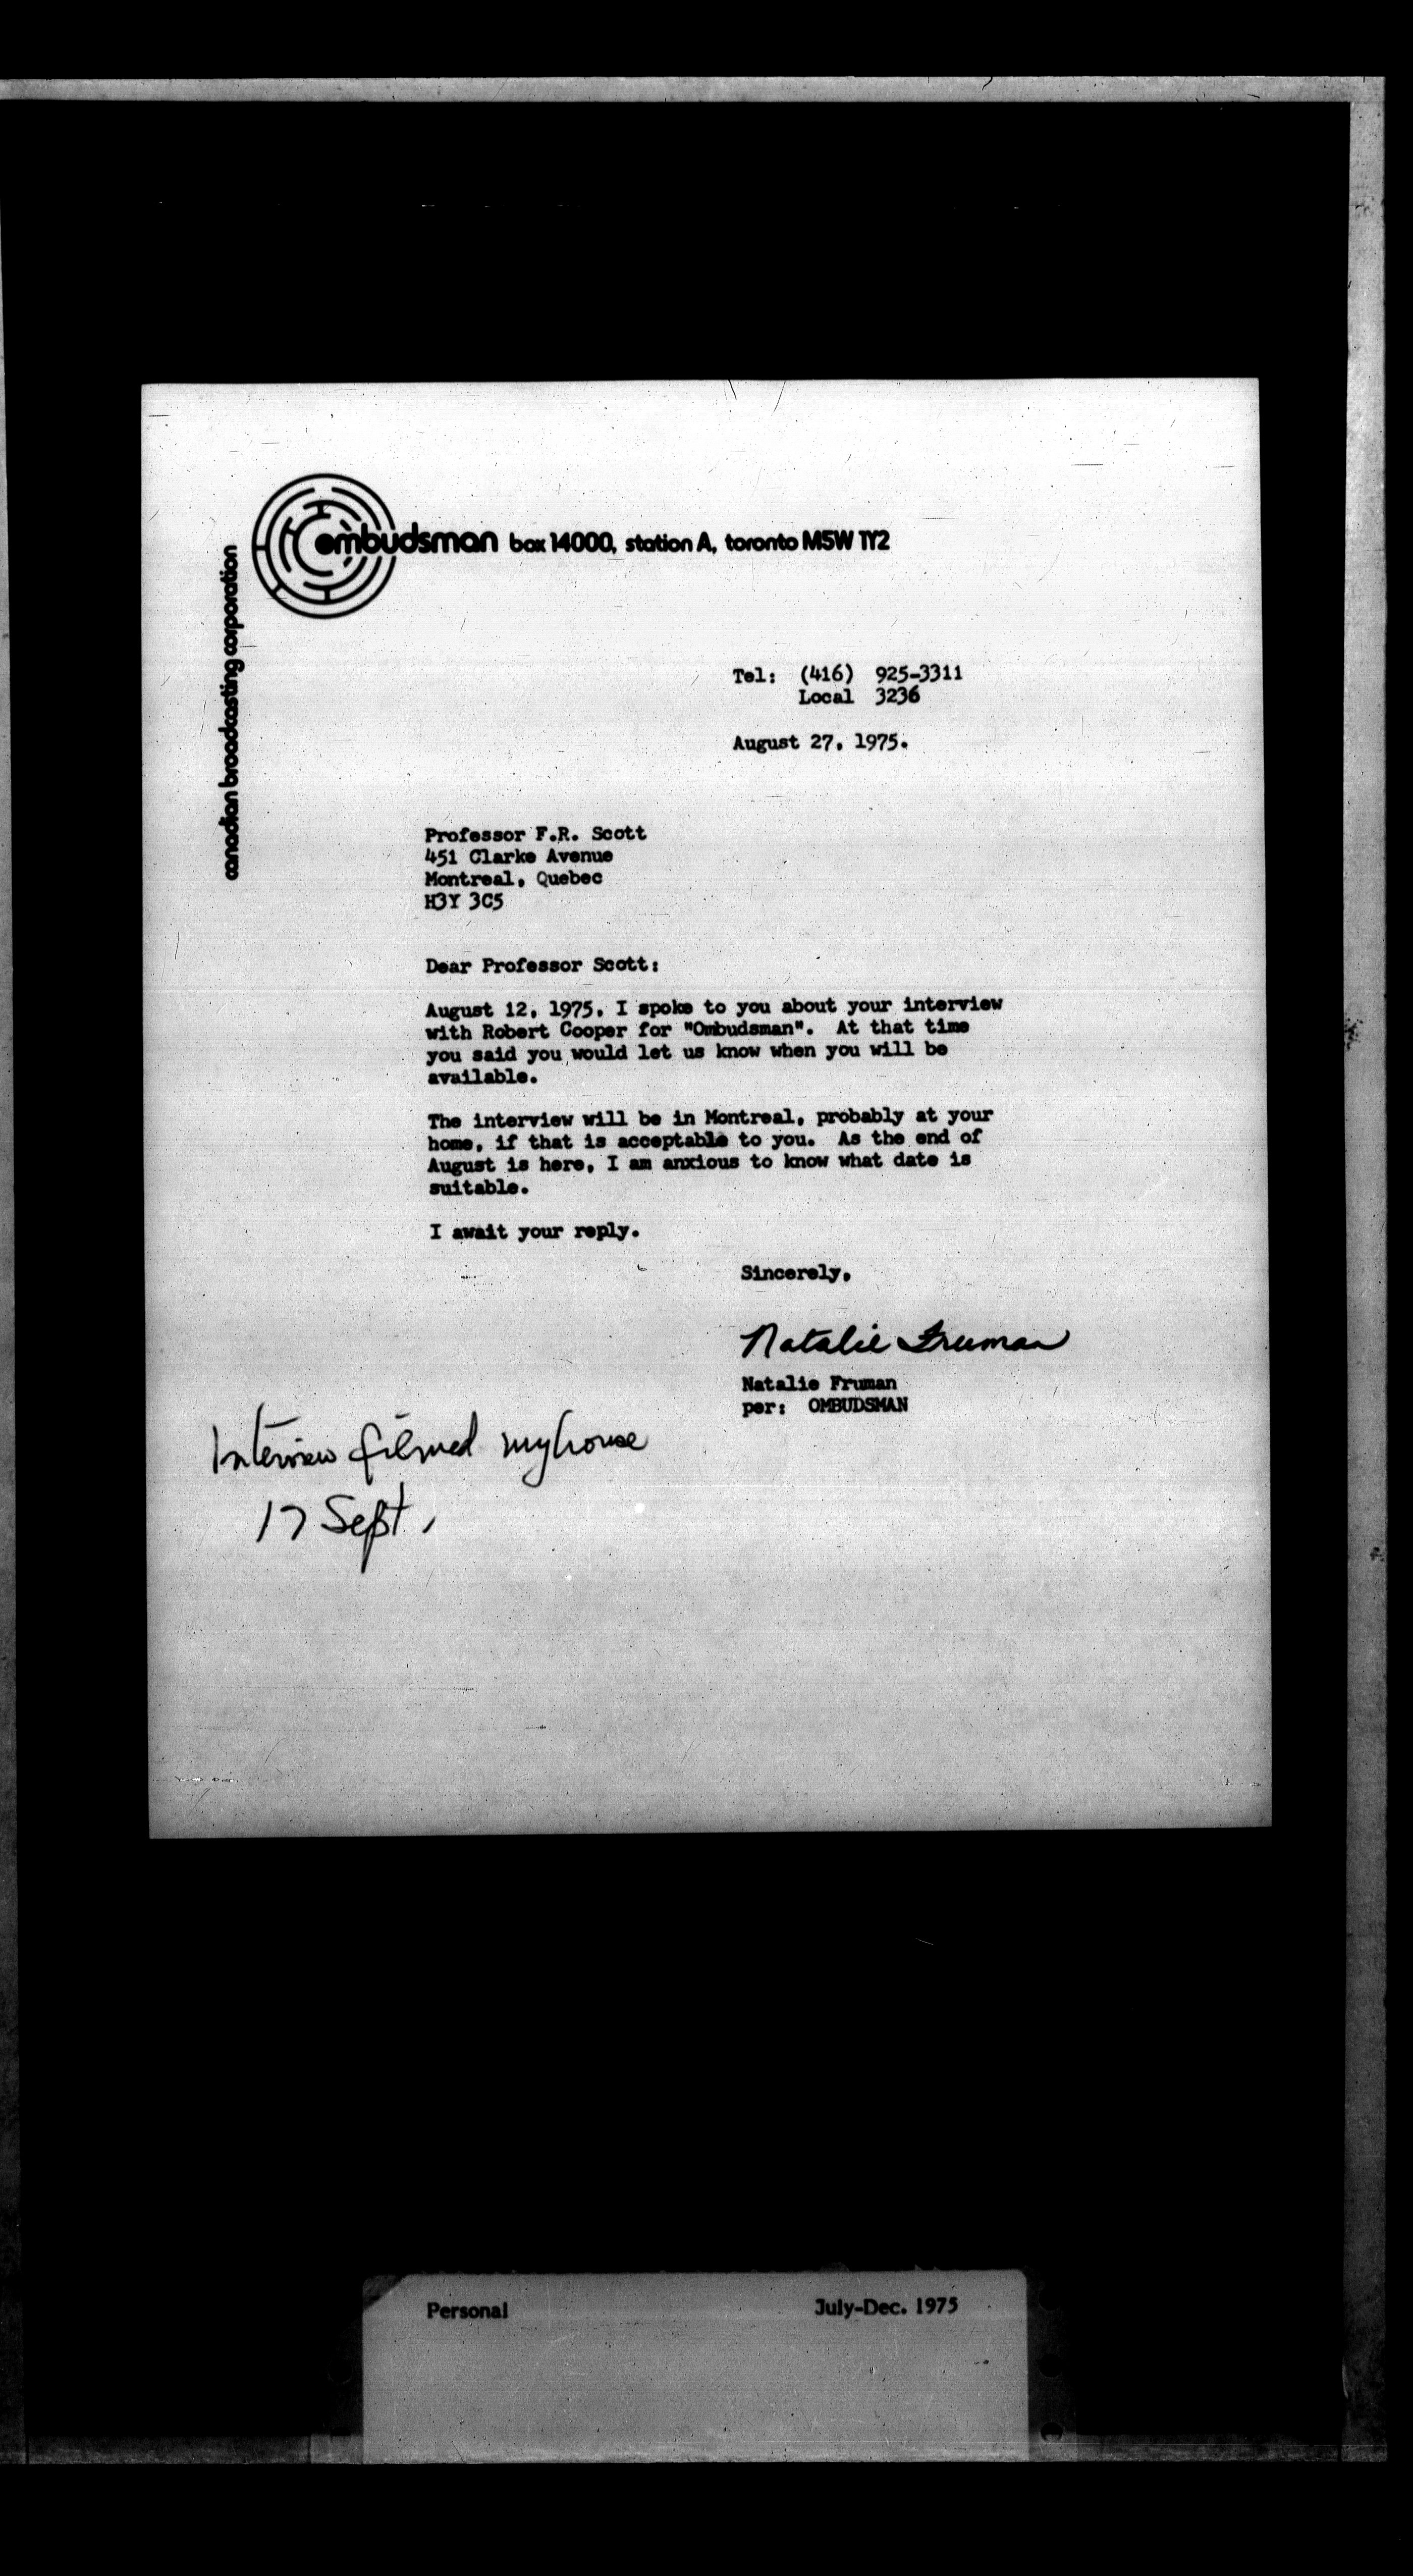 ombudsman box 14000, station A, toronto M5W 1Y2
canadian broadcasting corporation
Tel: (416) 925-3311
Local 3236
August 27, 1975.
Professor F.R. Scott
451 Clarke Avenue
Montreal, Quebec
H3Y 3C5
Dear Professor Scott:
August 12, 1975, I spoke to you about your interview
with Robert Cooper for "Ombudsman". At that time
you said you would let us know when you will be
available.
The interview will be in Montreal, probably at your
home, if that is acceptable to you. As the end of
August is here, I am anxious to know what date is
suitable.
I await your reply.
Sincerely,
Natalie Fruman
Natalie Fruman
per: OMBUDSMAN
Interview filmed my house
17 Sept.
Personal July-Dec. 1975